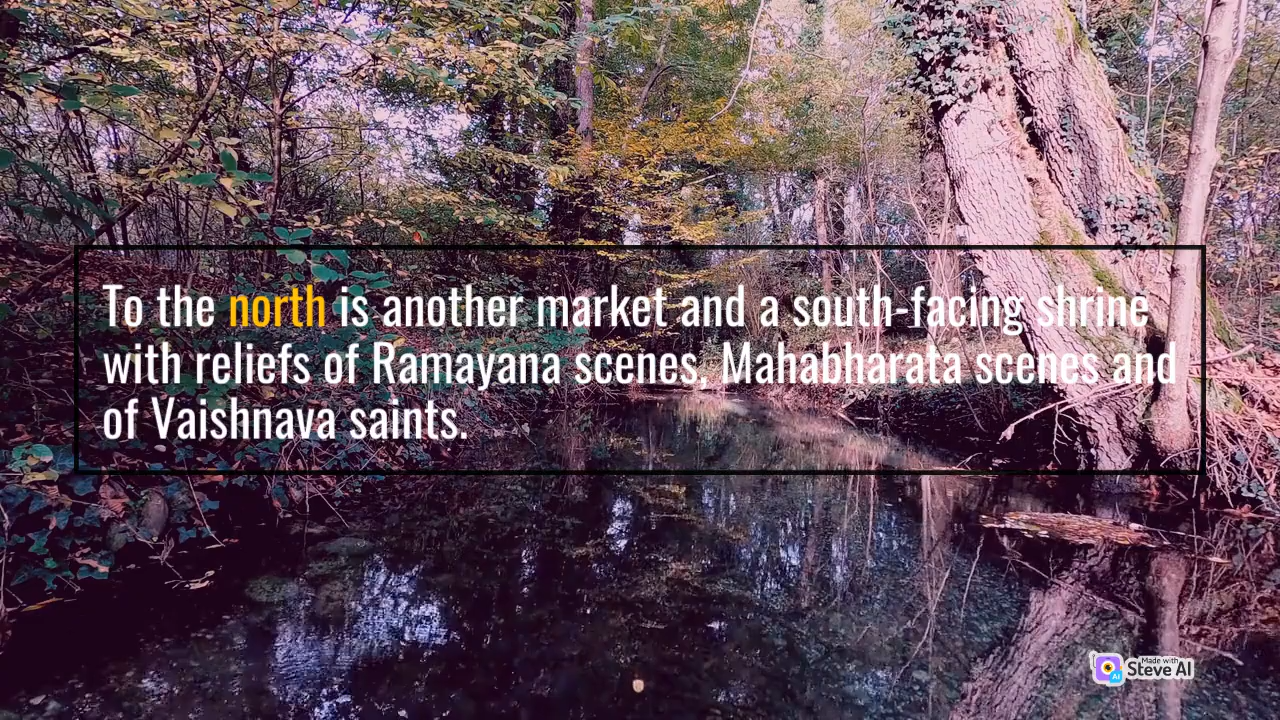 To the north is another market and a south-facing shrine
with reliefs of Ramayana scenes, Mahabharata scenes and
of Vaishnava saints.
Made with
Steve AI
AI